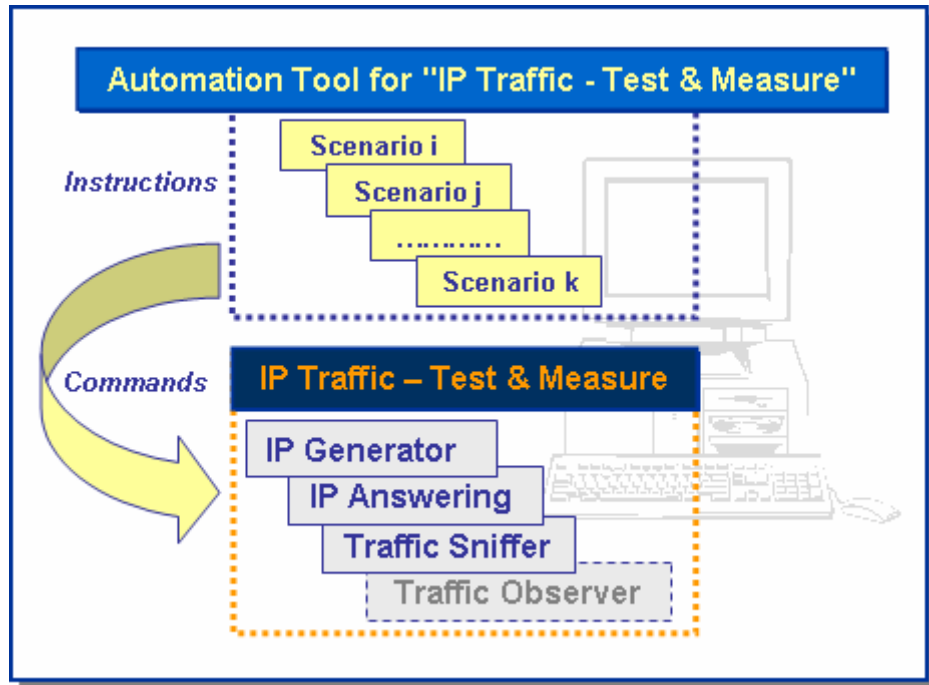 Automation Tool for "IP Traffic - Test & Measure"
Instructions
Scenario i
Scenario j
............
Scenario k
Commands
IP Traffic – Test & Measure
IP Generator
IP Answering
Traffic Sniffer
Traffic Observer